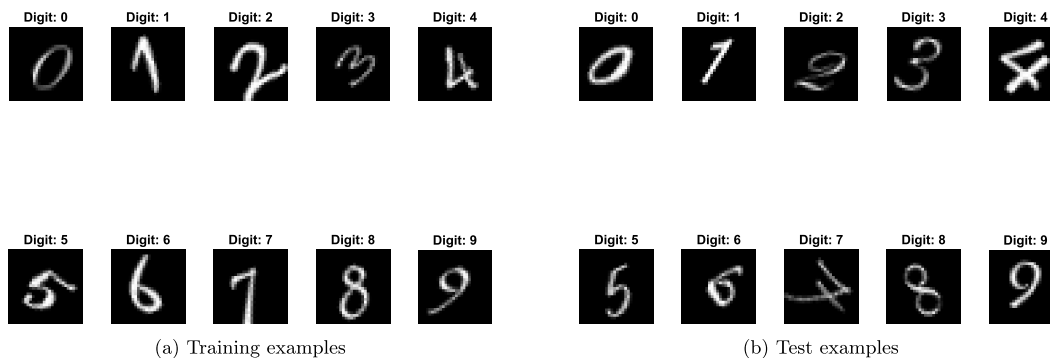 Digit: 0 Digit: 1 Digit: 2 Digit: 3 Digit: 4
0 1 2 3 4
Digit: 5 Digit: 6 Digit: 7 Digit: 8 Digit: 9
5 6 7 8 9
(a) Training examples
Digit: 0 Digit: 1 Digit: 2 Digit: 3 Digit: 4
0 1 2 3 4
Digit: 5 Digit: 6 Digit: 7 Digit: 8 Digit: 9
5 6 7 8 9
(b) Test examples